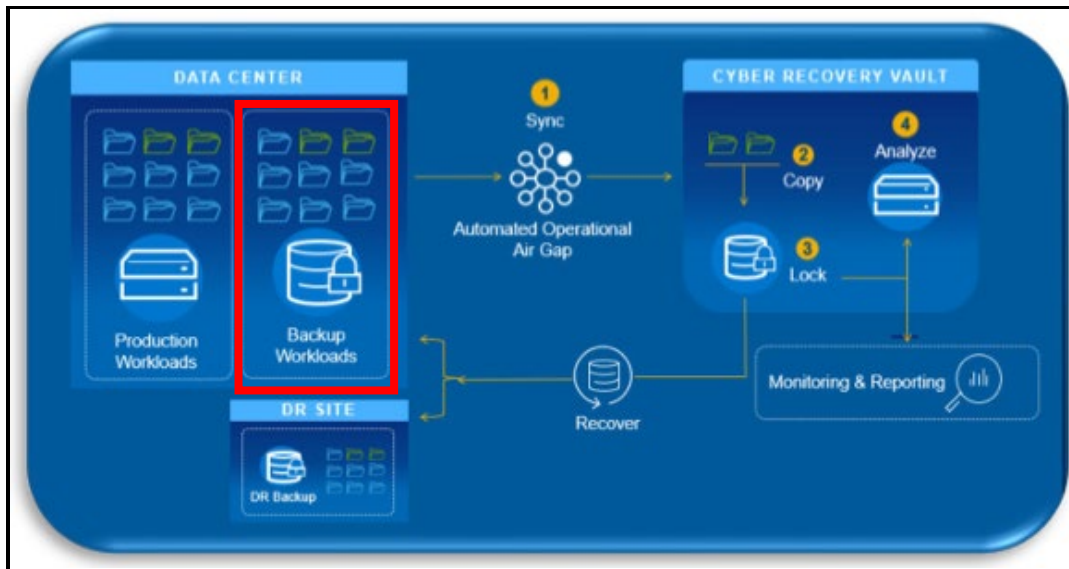 DATA CENTER
Production
Workloads
Backup
Workloads
1
Sync
Automated Operational
Air Gap
CYBER RECOVERY VAULT
2
Copy
3
Lock
4
Analyze
Monitoring & Reporting
Recover
DR SITE
DR Backup